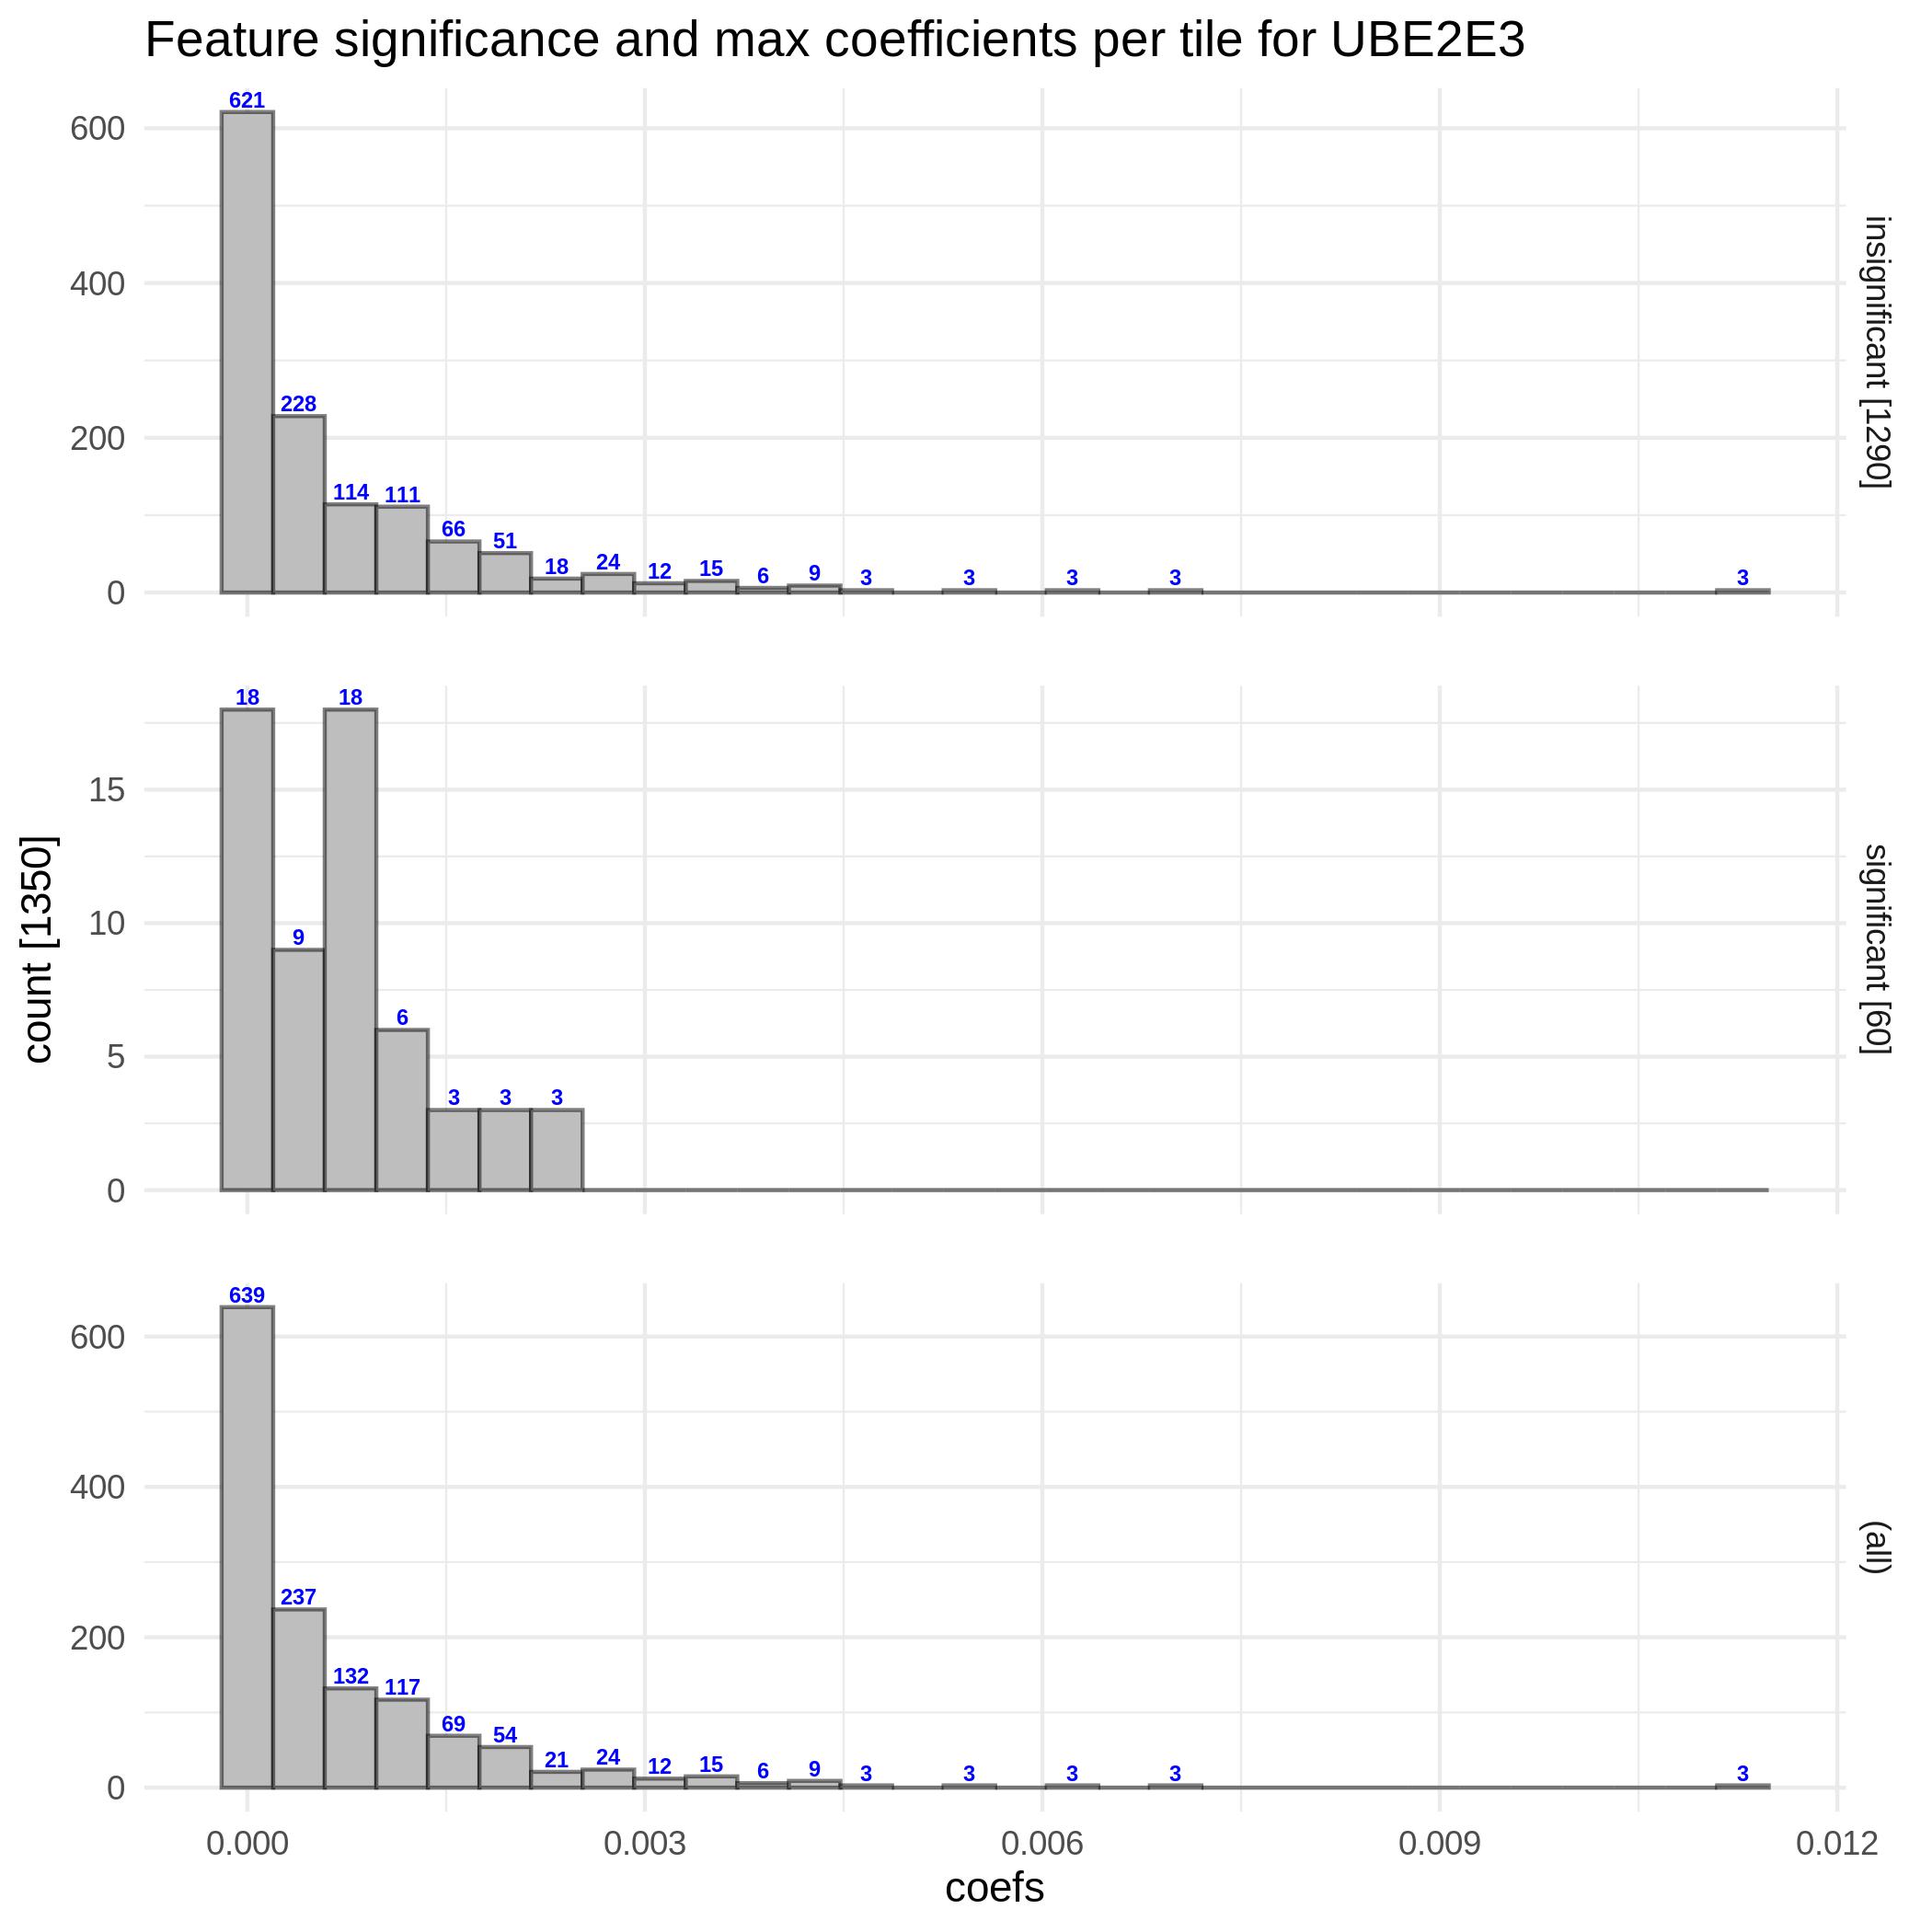 Feature significance and max coefficients per tile for UBE2E3
621
600
400
228
200
114 111
66
51
18 24 12 15 6 9 3 3 3 3 3
0
insignificant [1290]
18 18
15
10
9
6
5
3 3 3
0
significant [60]
count [1350]
639
600
400
237
200
132 117
69
54
21 24 12 15 6 9 3 3 3 3 3
0
(all)
0.000 0.003 0.006 0.009 0.012
coefs